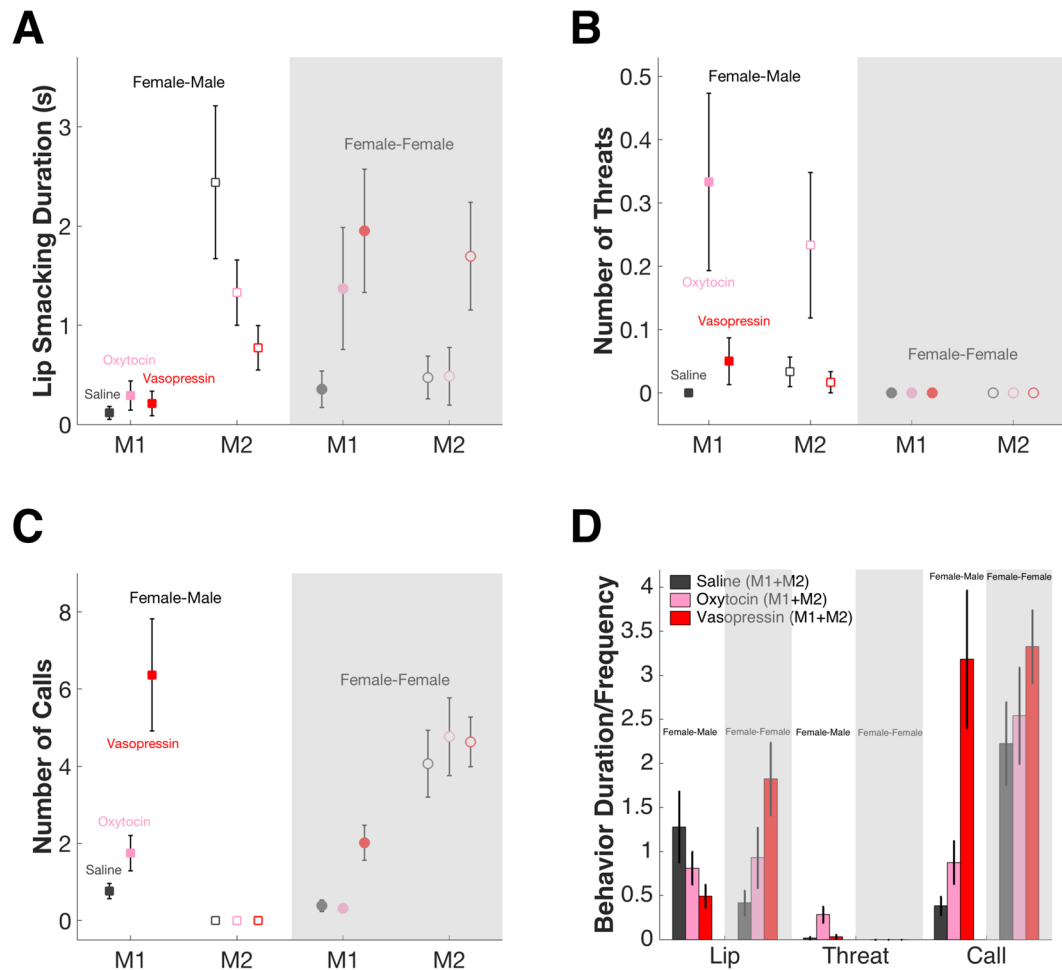 A
Lip Smacking Duration (s)
3
2
1
0
Female-Male
Female-Female
Oxytocin
Saline
Vasopressin
M1
M2
M1
M2
B
Number of Threats
0.5
0.4
0.3
0.2
0.1
0
Female-Male
Oxytocin
Vasopressin
Saline
Female-Female
M1
M2
M1
M2
C
Number of Calls
8
6
4
2
0
Female-Male
Female-Female
Vasopressin
Oxytocin
Saline
M1
M2
M1
M2
D
Behavior Duration/Frequency
4
3.5
3
2.5
2
1.5
1
0.5
0
Saline (M1+M2)
Oxytocin (M1+M2)
Vasopressin (M1+M2)
Female-Male
Female-Female
Female-Male
Female-Female
Female-Male
Female-Female
Lip
Threat
Call